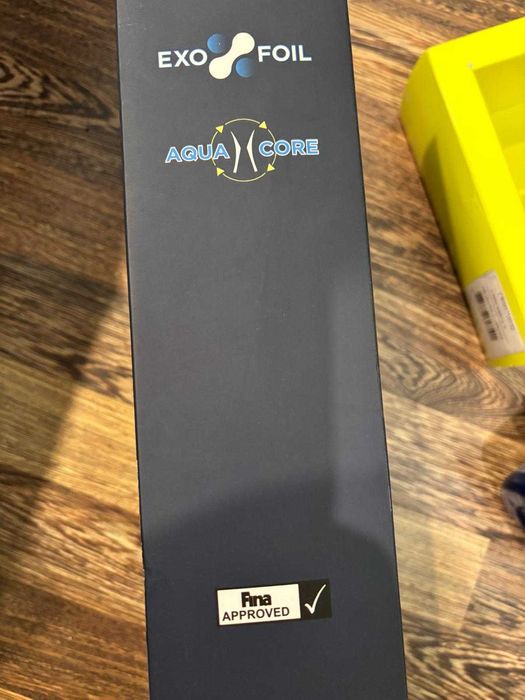 EXO FOIL
AQUA CORE
Fina
APPROVED